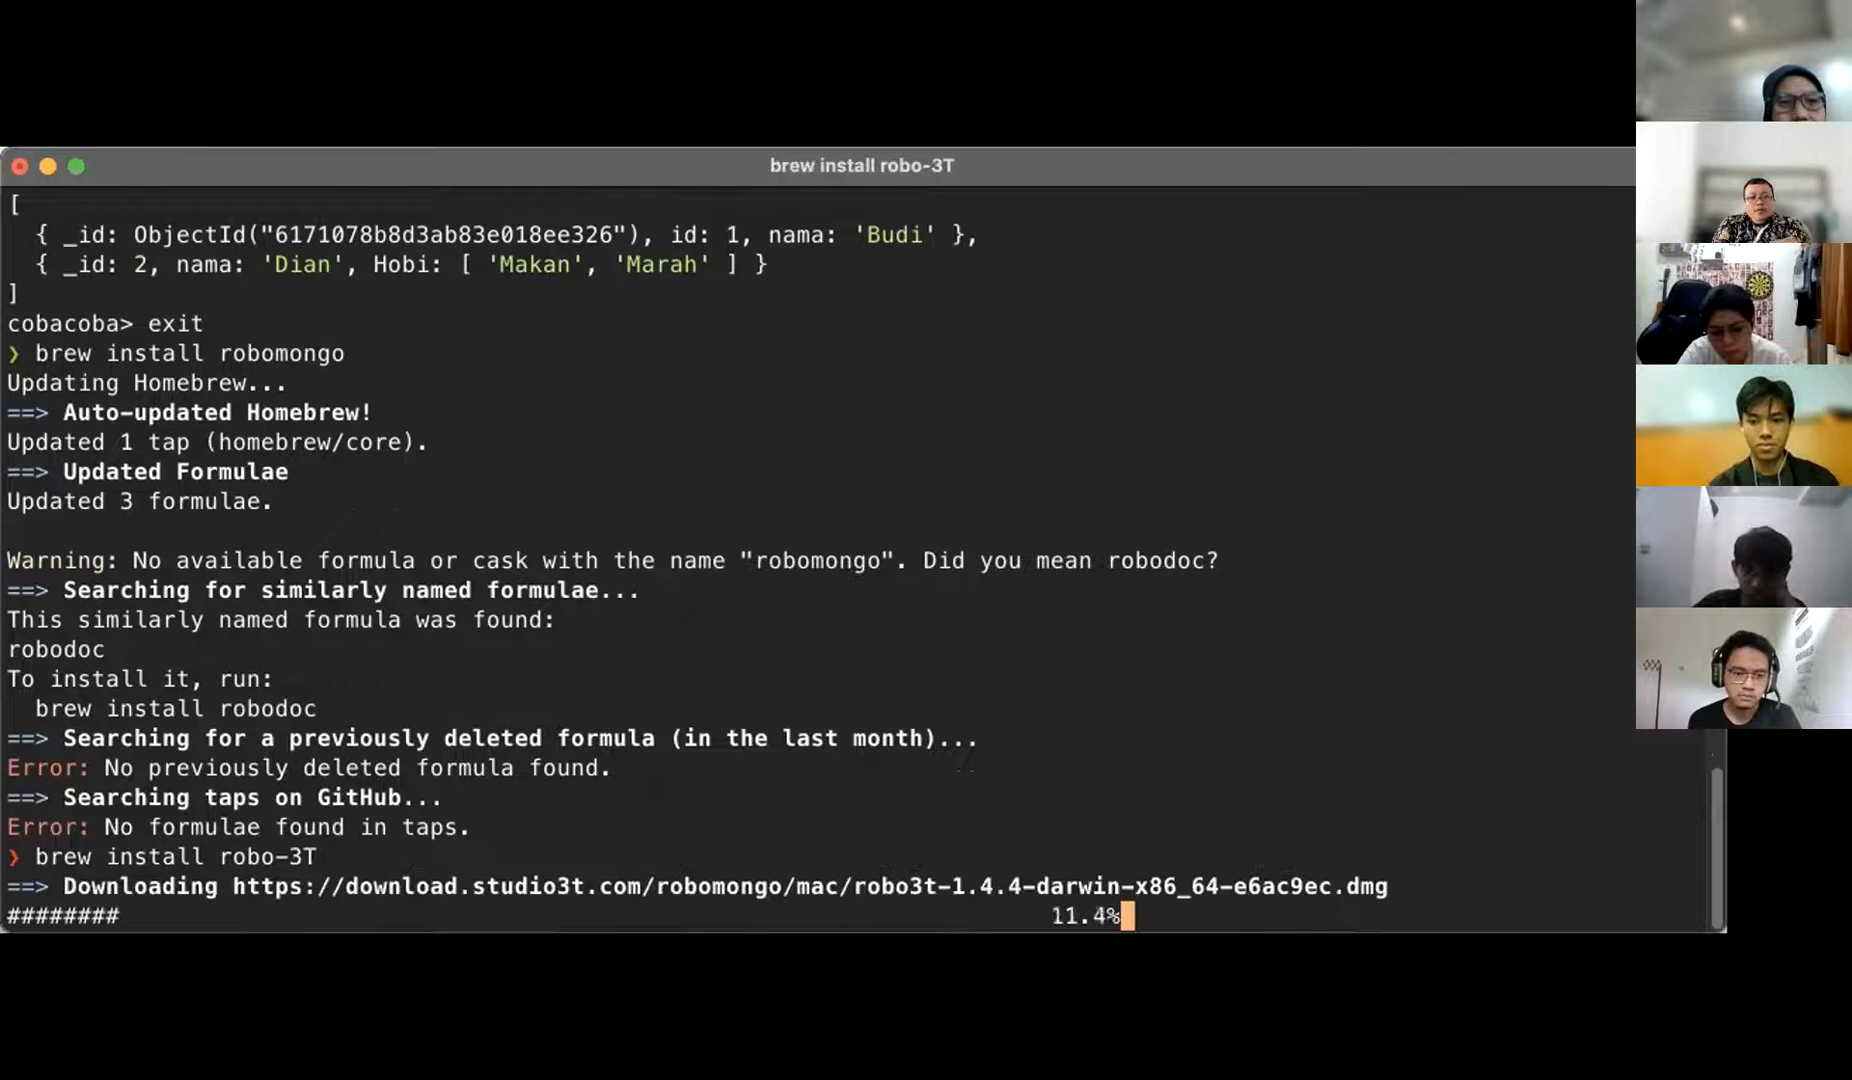 brew install robo-3T
[
  { _id: ObjectId("6171078b8d3ab83e018ee326"), id: 1, nama: 'Budi' },
  { _id: 2, nama: 'Dian', Hobi: [ 'Makan', 'Marah' ] }
]
cobacoba> exit
❯ brew install robomongo
Updating Homebrew...
==> Auto-updated Homebrew!
Updated 1 tap (homebrew/core).
==> Updated Formulae
Updated 3 formulae.
Warning: No available formula or cask with the name "robomongo". Did you mean robodoc?
==> Searching for similarly named formulae...
This similarly named formula was found:
robodoc
To install it, run:
  brew install robodoc
==> Searching for a previously deleted formula (in the last month)...
Error: No previously deleted formula found.
==> Searching taps on GitHub...
Error: No formulae found in taps.
❯ brew install robo-3T
==> Downloading https://download.studio3t.com/robomongo/mac/robo3t-1.4.4-darwin-x86_64-e6ac9ec.dmg
######## 11.4%